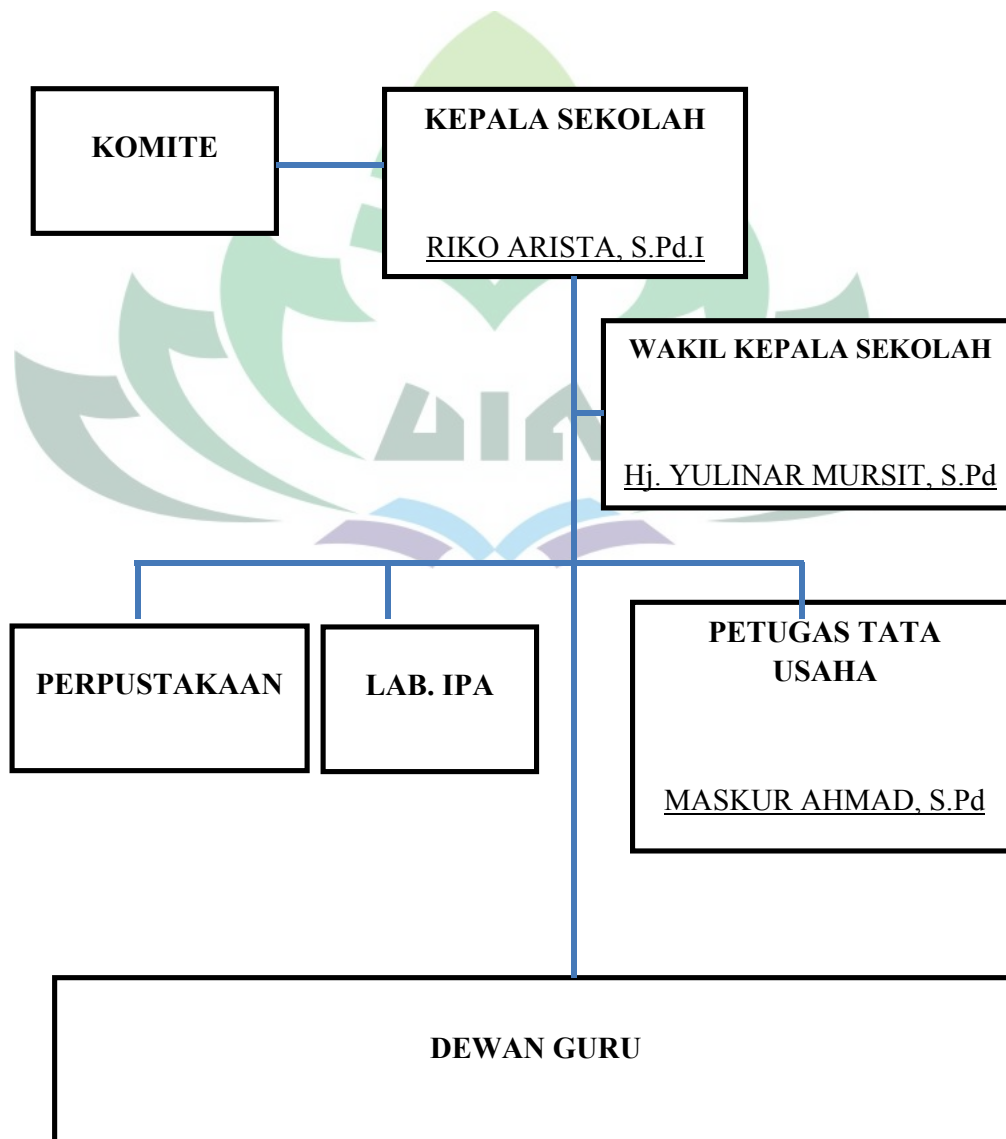 KOMITE
KEPALA SEKOLAH
RIKO ARISTA, S.Pd.I
WAKIL KEPALA SEKOLAH
Hj. YULINAR MURSIT, S.Pd
PERPUSTAKAAN
LAB. IPA
PETUGAS TATA
USAHA
MASKUR AHMAD, S.Pd
DEWAN GURU